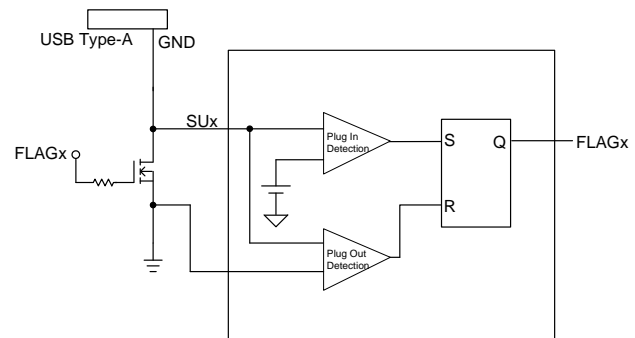 USB Type-A
GND
SUx
FLAGx
Plug In
Detection
S
Q
FLAGx
R
Plug Out
Detection